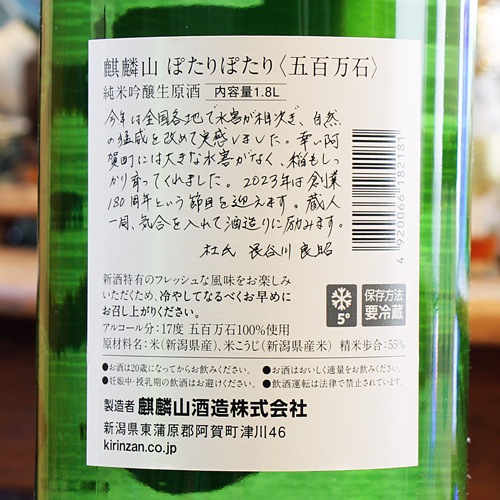 麒麟山 ぽたりぽたり〈五百万石〉
純米吟醸生原酒 内容量1.8L
今年は全国各地で水害が相次ぎ、自然
の猛威を改めて実感しました。幸い阿
賀町には大きな水害がなく、稲もしっ
かり育ってくれました。2023年は創業
180周年という節目を迎えます。蔵人
一同、気合を入れて酒造りに励みます。
杜氏 長谷川良昭
4920066182181
新酒特有のフレッシュな風味をお楽しみ
いただくため、冷やしてなるべくお早めに
お召し上がりください。
5° 保存方法
要冷蔵
アルコール分:17度 五百万石100%使用
原材料名:米(新潟県産)、米こうじ(新潟県産米) 精米歩合:55%
●お酒は20歳になってからお飲みください。 ●お酒はおいしく適量をお飲みください。
●妊娠中・授乳期の飲酒はお避けください。 ●飲酒運転は法律で禁止されています。
製造者 麒麟山酒造株式会社
新潟県東蒲原郡阿賀町津川46
kirinzan.co.jp